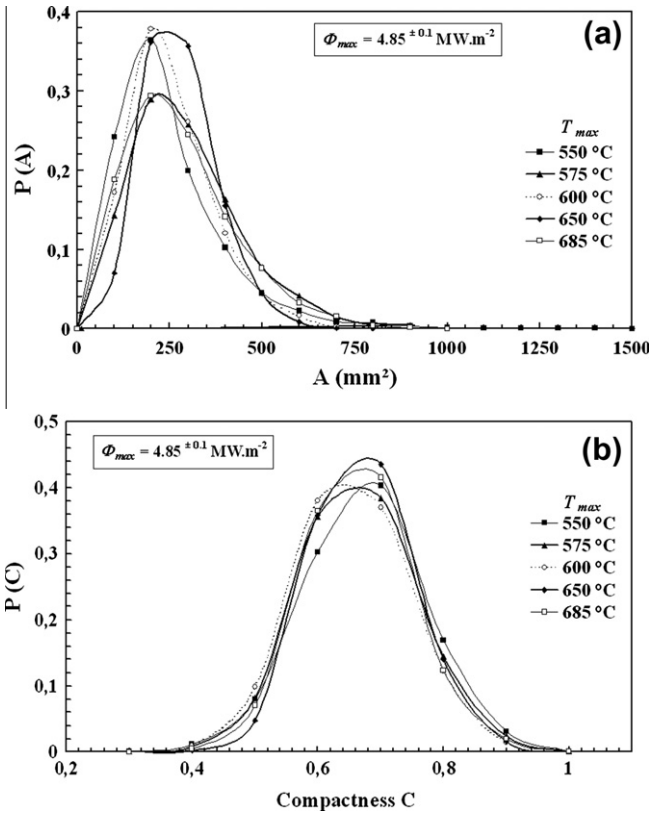 (a)
Φmax = 4.85 ± 0.1 MW.m-2
P (A)
0,4
0,3
0,2
0,1
0
T max
550 °C
575 °C
600 °C
650 °C
685 °C
0 250 500 750 1000 1250 1500
A (mm²)
(b)
Φmax = 4.85 ± 0.1 MW.m-2
P (C)
0,5
0,4
0,3
0,2
0,1
0
T max
550 °C
575 °C
600 °C
650 °C
685 °C
0,2 0,4 0,6 0,8 1
Compactness C